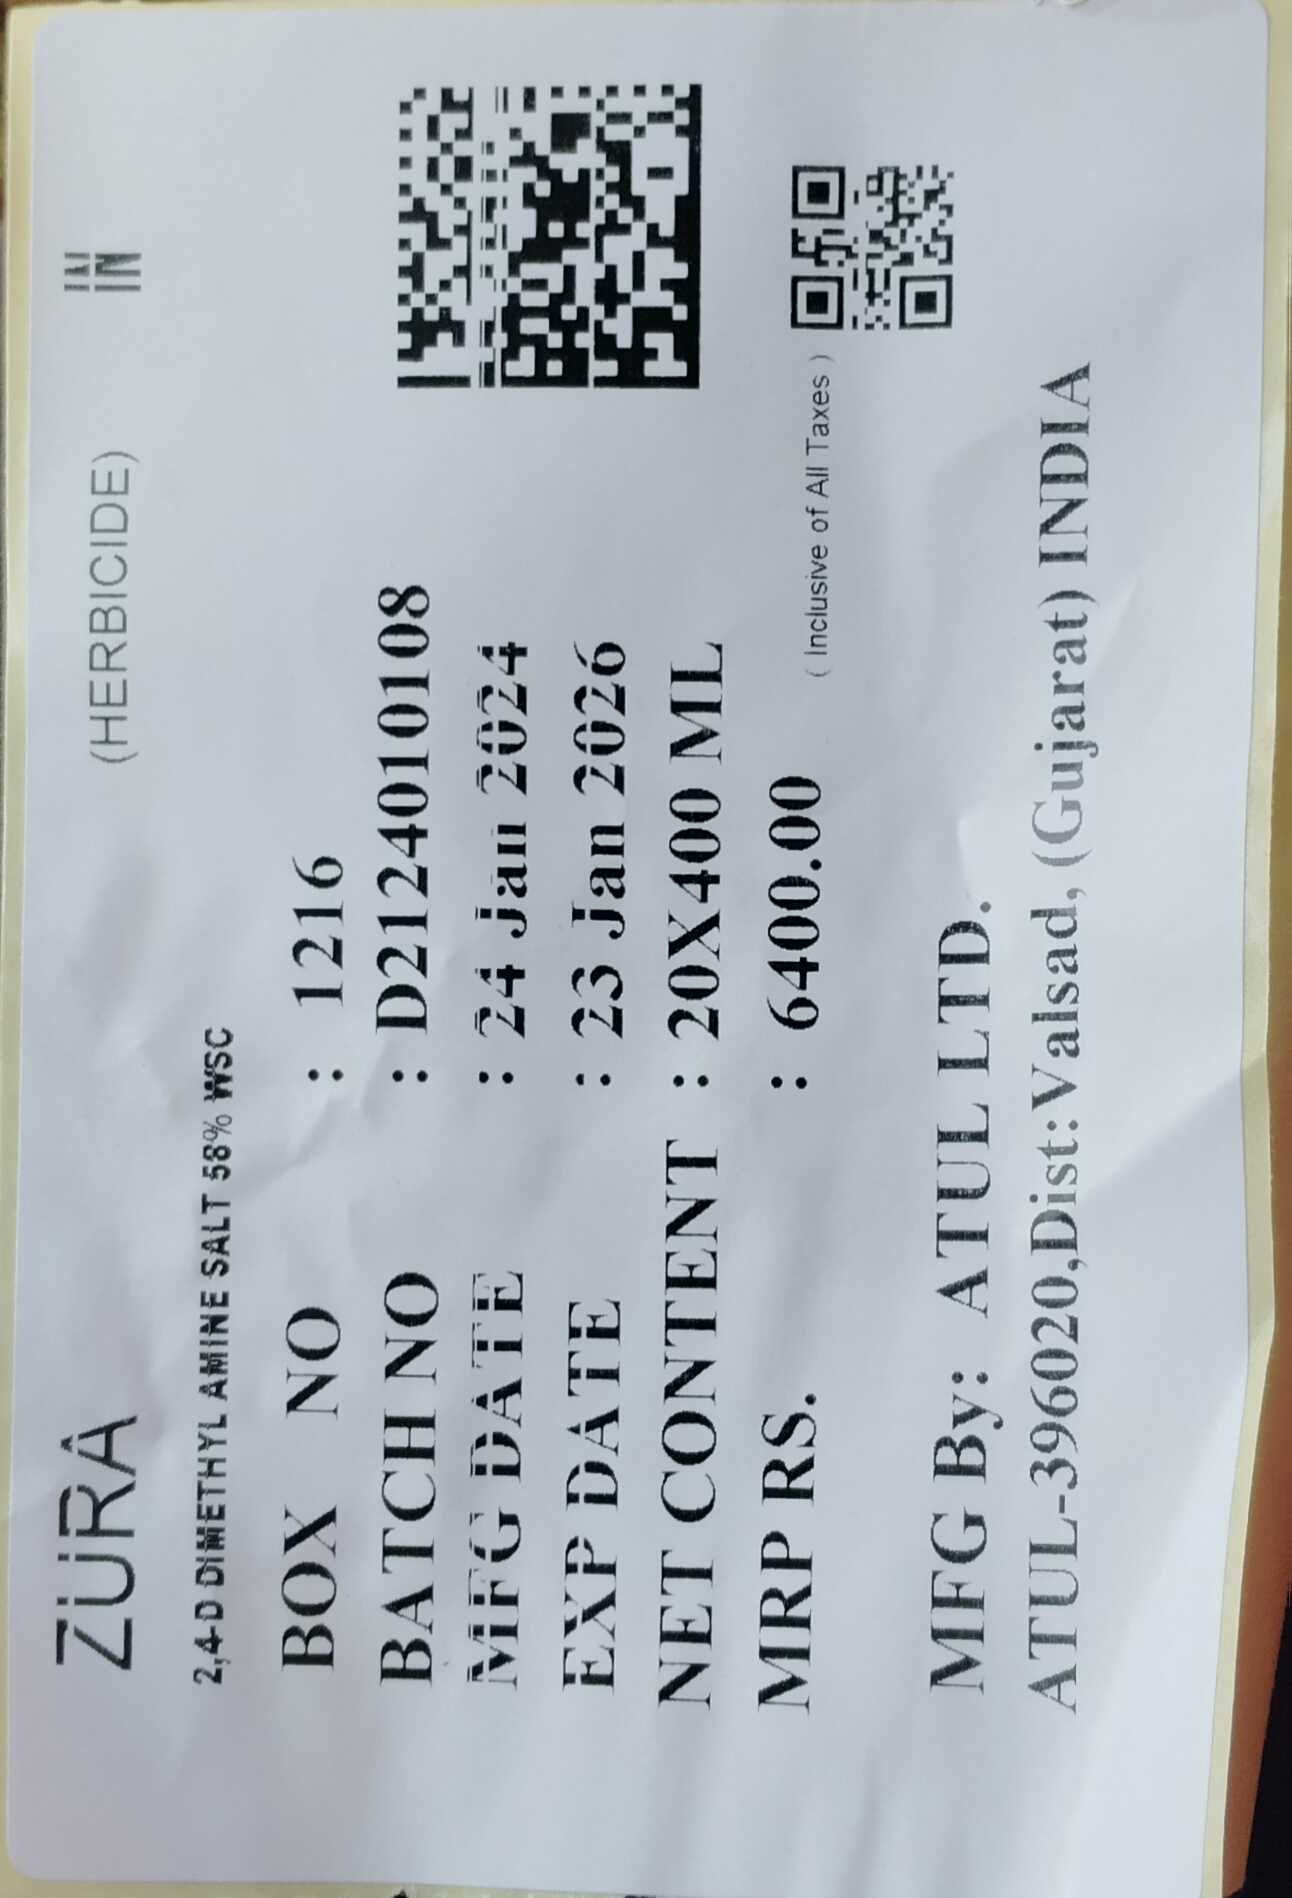 ZURA (HERBICIDE) IN
IN
2,4-D DIMETHYL AMINE SALT 58% WSC
BOX NO : 1216
BATCH NO : D2124010108
MFG DATE : 24 Jan 2024
EXP DATE : 23 Jan 2026
NET CONTENT : 20X400 ML
MRP RS. : 6400.00 ( Inclusive of All Taxes )
MFG By: ATUL LTD.
ATUL-396020,Dist:Valsad, (Gujarat) INDIA